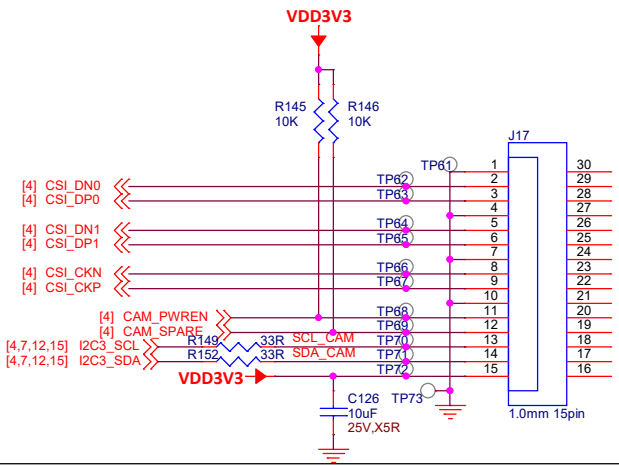 VDD3V3
R145 R146
10K 10K
J17
TP61 1 30
TP62 2 29
[4] CSI_DN0
TP63 3 28
[4] CSI_DP0
4 27
TP64 5 26
[4] CSI_DN1
TP65 6 25
[4] CSI_DP1
7 24
TP66 8 23
[4] CSI_CKN
TP67 9 22
[4] CSI_CKP
10 21
[4] CAM_PWREN TP68 11 20
[4] CAM_SPARE TP69 12 19
[4,7,12,15] I2C3_SCL R149 33R SCL_CAM TP70 13 18
[4,7,12,15] I2C3_SDA R152 33R SDA_CAM TP71 14 17
VDD3V3 TP72 15 16
C126 TP73
10uF 1.0mm 15pin
25V,X5R